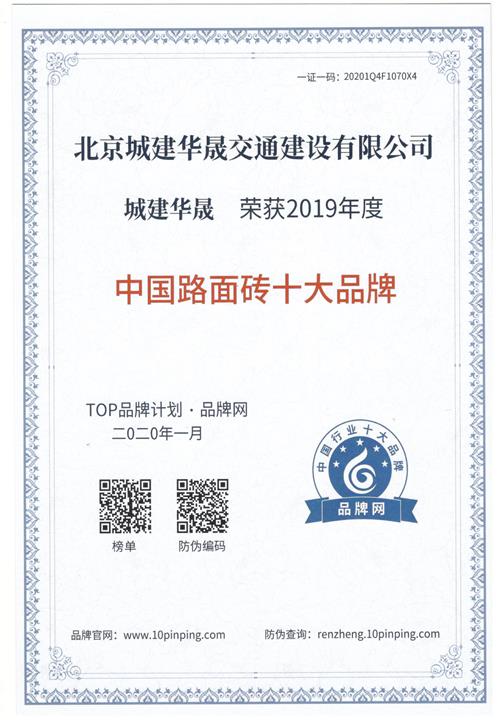 一证一码：20201Q4F1070X4
北京城建华晟交通建设有限公司
城建华晟 荣获2019年度
中国路面砖十大品牌
TOP品牌计划·品牌网
二〇二〇年一月
中国行业十大品牌
品牌网
榜单 防伪编码
品牌官网：www.10pinping.com 防伪查询：renzheng.10pinping.com